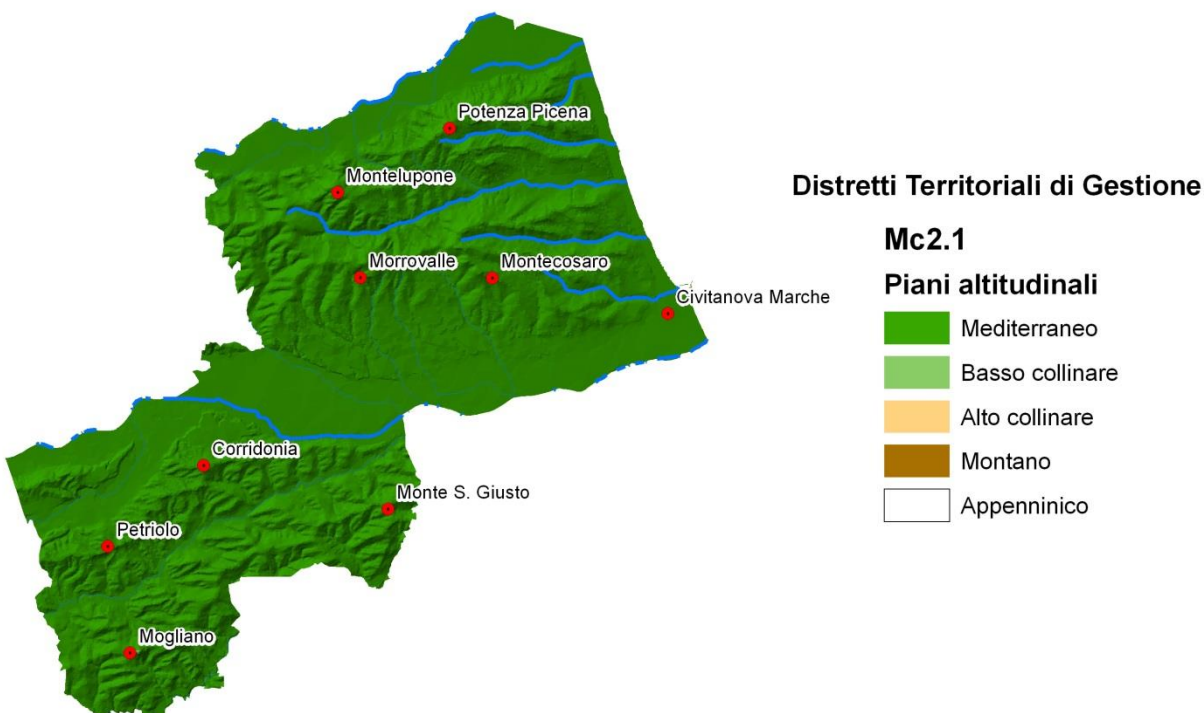 Potenza Picena
Montelupone
Morrovalle
Montecosaro
Civitanova Marche
Corridonia
Monte S. Giusto
Petriolo
Mogliano
Distretti Territoriali di Gestione
Mc2.1
Piani altitudinali
Mediterraneo
Basso collinare
Alto collinare
Montano
Appenninico